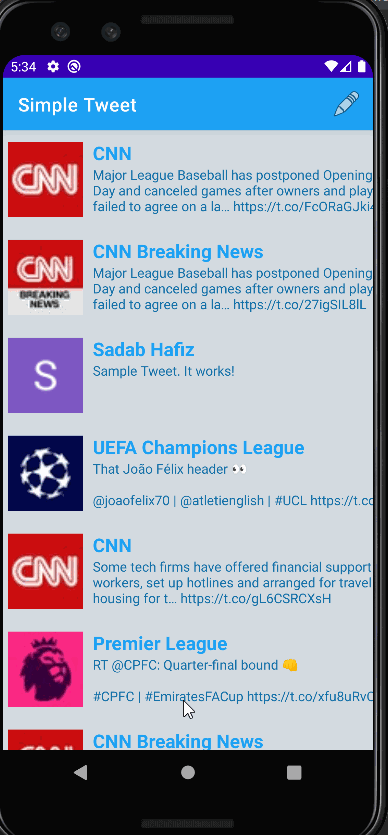 5:34
Simple Tweet
CNN
CNN
Major League Baseball has postponed Opening
Day and canceled games after owners and play
failed to agree on a la… https://t.co/FcORaGJki4
CNN
BREAKING
NEWS
CNN Breaking News
Major League Baseball has postponed Opening
Day and canceled games after owners and play
failed to agree on a la… https://t.co/27igSIL8lL
S
Sadab Hafiz
Sample Tweet. It works!
UEFA Champions League
That João Félix header 👀
@joaofelix70 | @atletienglish | #UCL https://t.co
CNN
CNN
Some tech firms have offered financial support
workers, set up hotlines and arranged for travel
housing for t… https://t.co/gL6CSRCXsH
Premier League
RT @CPFC: Quarter-final bound 👊
#CPFC | #EmiratesFACup https://t.co/xfu8uRvC
CNN Breaking News